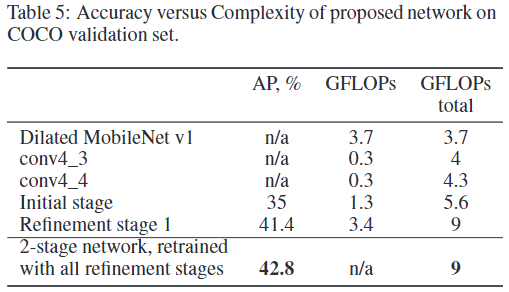 Table 5: Accuracy versus Complexity of proposed network on
COCO validation set.
AP, % GFLOPs GFLOPs
total
Dilated MobileNet v1 n/a 3.7 3.7
conv4_3 n/a 0.3 4
conv4_4 n/a 0.3 4.3
Initial stage 35 1.3 5.6
Refinement stage 1 41.4 3.4 9
2-stage network, retrained
with all refinement stages 42.8 n/a 9